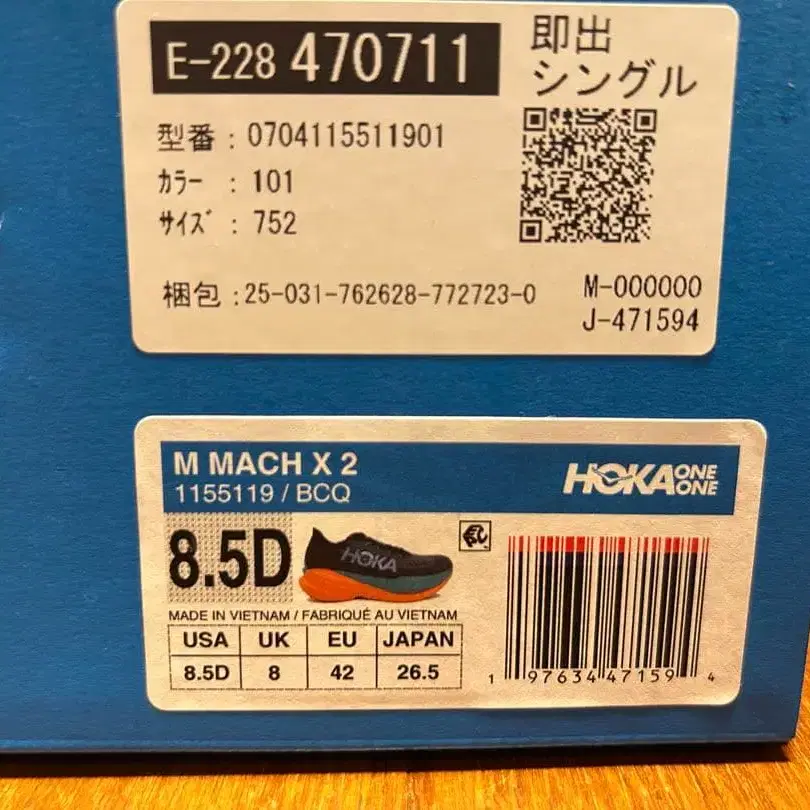 E-228 470711
即出
シングル
型番 : 0704115511901
ｶﾗｰ : 101
ｻｲｽﾞ : 752
梱包 :25-031-762628-772723-0
M-000000
J-471594
M MACH X 2
1155119 / BCQ
HOKA ONE ONE
8.5D
HOKA
MADE IN VIETNAM / FABRIQUÉ AU VIETNAM
USA UK EU JAPAN
8.5D 8 42 26.5
1 97634 47159 4